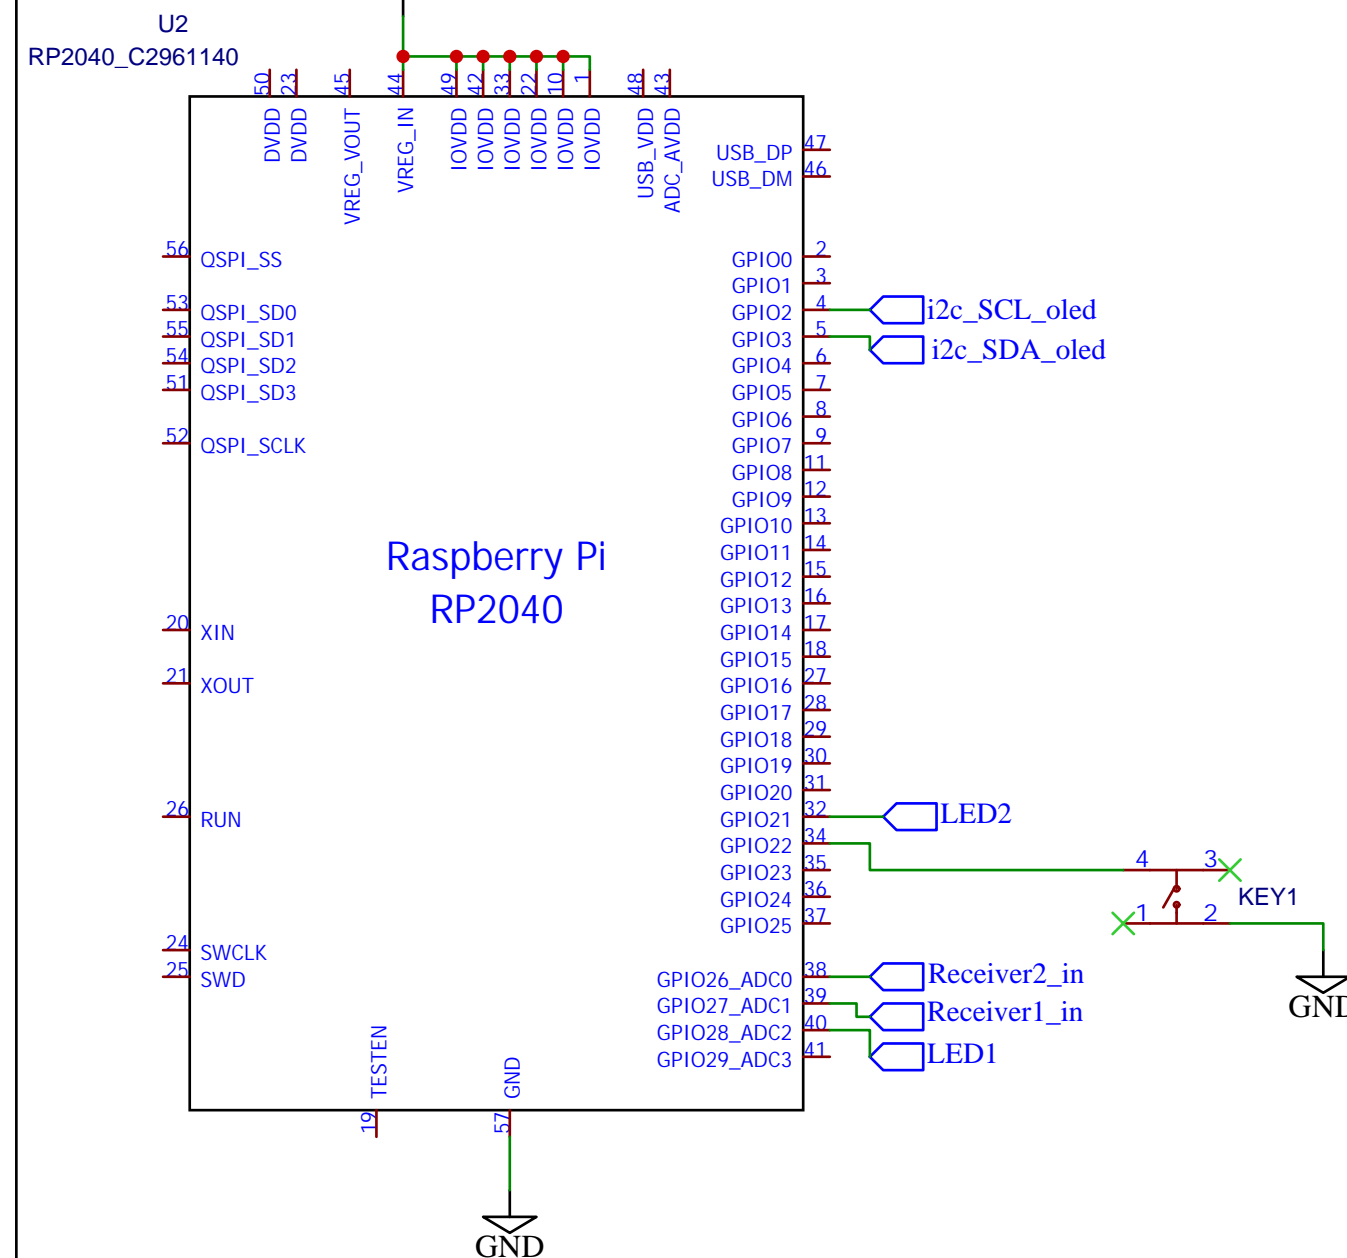 U2
RP2040_C2961140
50
23
45
44
49
42
33
22
10
1
48
43
DVDD
DVDD
VREG_VOUT
VREG_IN
IOVDD
IOVDD
IOVDD
IOVDD
IOVDD
IOVDD
USB_VDD
ADC_AVDD
USB_DP 47
USB_DM 46
56 QSPI_SS
53 QSPI_SD0
55 QSPI_SD1
54 QSPI_SD2
51 QSPI_SD3
52 QSPI_SCLK
Raspberry Pi
RP2040
20 XIN
21 XOUT
26 RUN
24 SWCLK
25 SWD
GPIO0 2
GPIO1 3
GPIO2 4 i2c_SCL_oled
GPIO3 5 i2c_SDA_oled
GPIO4 6
GPIO5 7
GPIO6 8
GPIO7 9
GPIO8 11
GPIO9 12
GPIO10 13
GPIO11 14
GPIO12 15
GPIO13 16
GPIO14 17
GPIO15 18
GPIO16 27
GPIO17 28
GPIO18 29
GPIO19 30
GPIO20 31
GPIO21 32 LED2
GPIO22 34
GPIO23 35
GPIO24 36
GPIO25 37
4 3
KEY1
1 2
GND
GPIO26_ADC0 38 Receiver2_in
GPIO27_ADC1 39 Receiver1_in
GPIO28_ADC2 40 LED1
GPIO29_ADC3 41
TESTEN
GND
19
57
GND